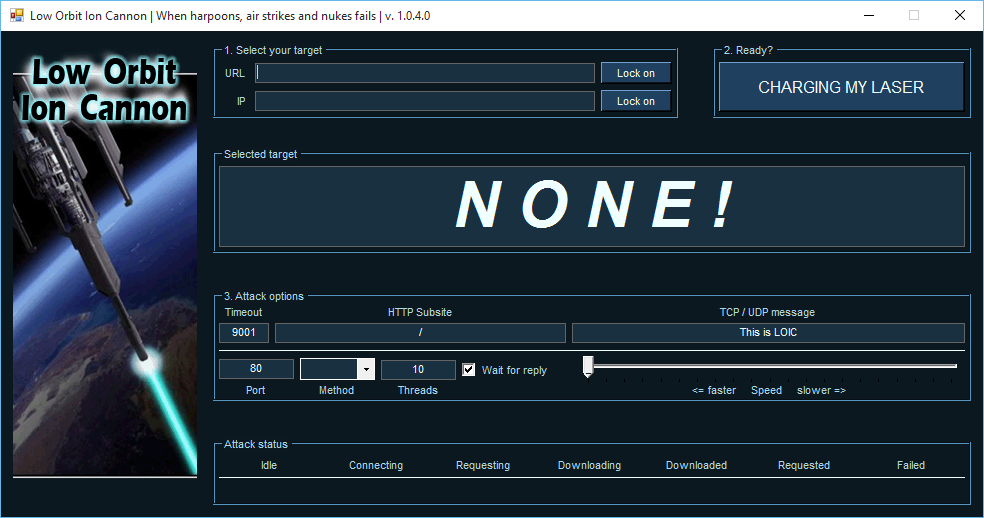 Low Orbit Ion Cannon | When harpoons, air strikes and nukes fails | v. 1.0.4.0
Low Orbit
Ion Cannon
1. Select your target
URL Lock on
IP Lock on
2. Ready?
CHARGING MY LASER
Selected target
NONE!
3. Attack options
Timeout HTTP Subsite TCP / UDP message
9001 / This is LOIC
80 10 Wait for reply
Port Method Threads <= faster Speed slower =>
Attack status
Idle Connecting Requesting Downloading Downloaded Requested Failed